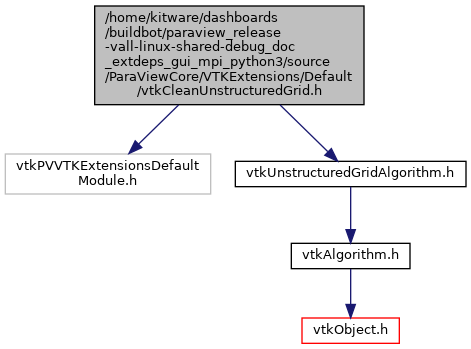 /home/kitware/dashboards
/buildbot/paraview_release
-vall-linux-shared-debug_doc
_extdeps_gui_mpi_python3/source
/ParaViewCore/VTKExtensions/Default
/vtkCleanUnstructuredGrid.h
vtkPVVTKExtensionsDefault
Module.h
vtkUnstructuredGridAlgorithm.h
vtkAlgorithm.h
vtkObject.h